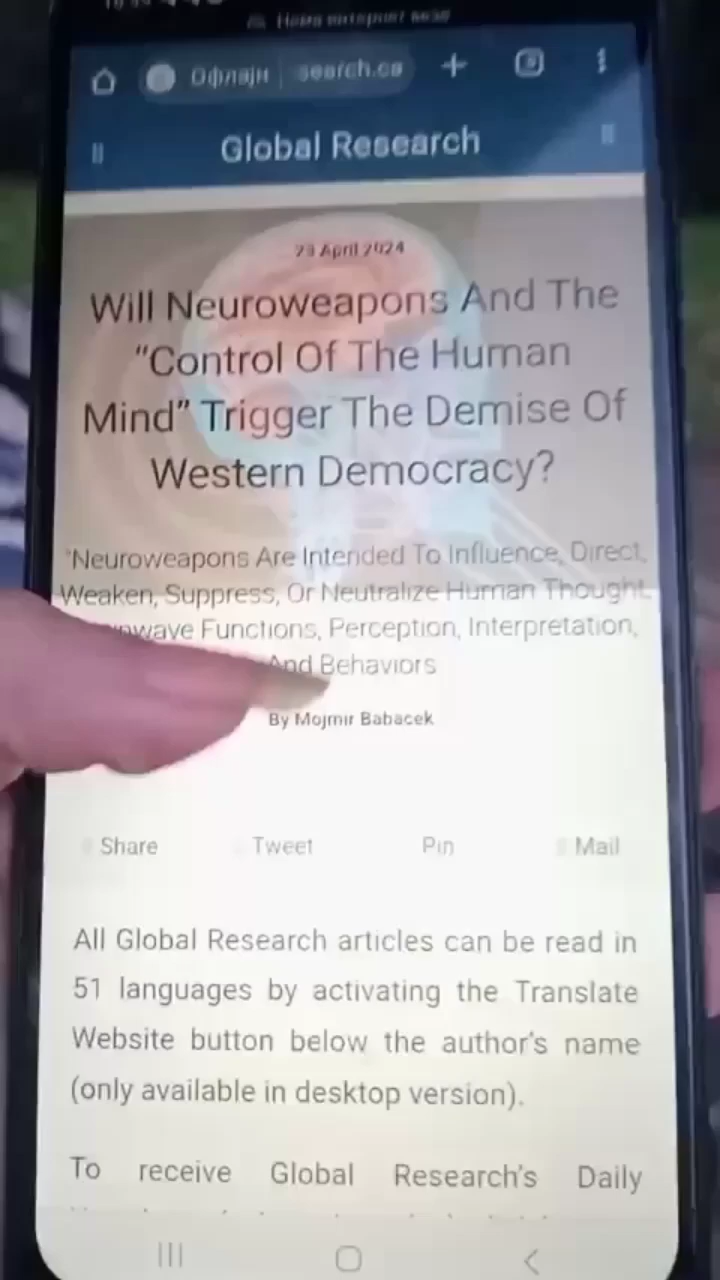 Нема интернет везе
Офлајн search.ca
Global Research
23 April 2024
Will Neuroweapons And The
“Control Of The Human
Mind” Trigger The Demise Of
Western Democracy?
“Neuroweapons Are Intended To Influence, Direct,
Weaken, Suppress, Or Neutralize Human Thought,
Functions, Perception, Interpretation,
And Behaviors
By Mojmir Babacek
Share Tweet Pin Mail
All Global Research articles can be read in
51 languages by activating the Translate
Website button below the author's name
(only available in desktop version).
To receive Global Research's Daily